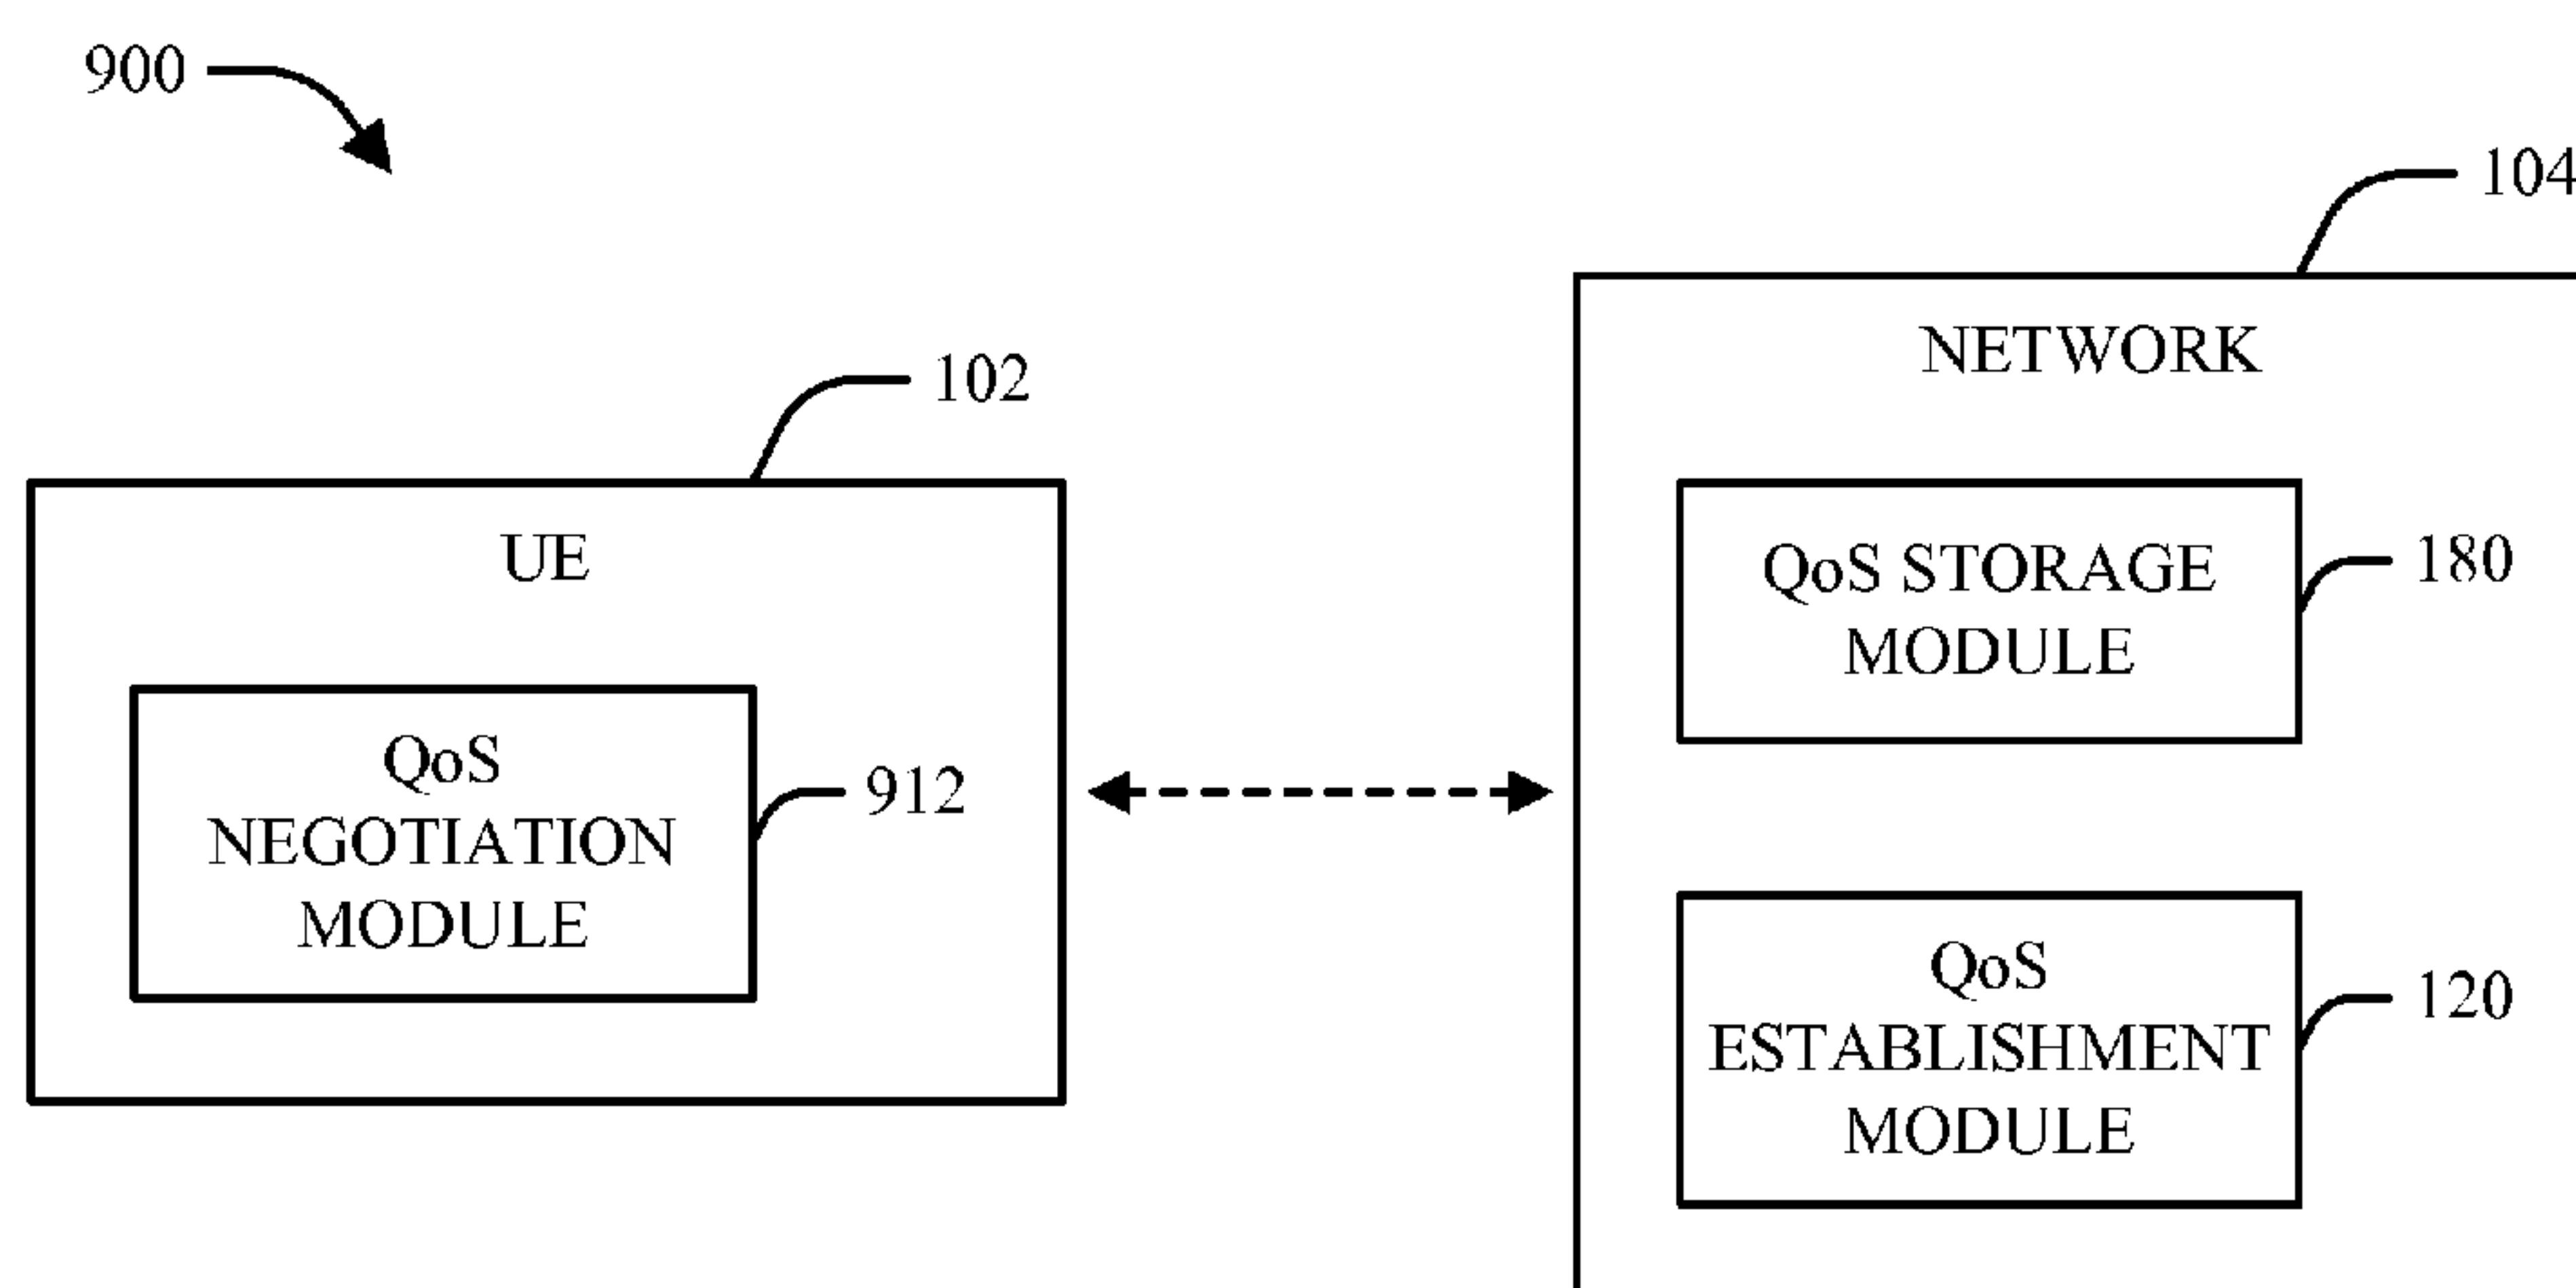 900
104
NETWORK
102
UE
QoS STORAGE
MODULE
180
QoS
NEGOTIATION
MODULE
912
QoS
ESTABLISHMENT
MODULE
120